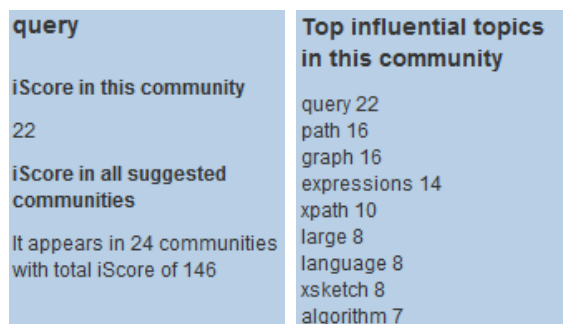 query
iScore in this community
22
iScore in all suggested
communities
It appears in 24 communities
with total iScore of 146
Top influential topics
in this community
query 22
path 16
graph 16
expressions 14
xpath 10
large 8
language 8
xsketch 8
algorithm 7